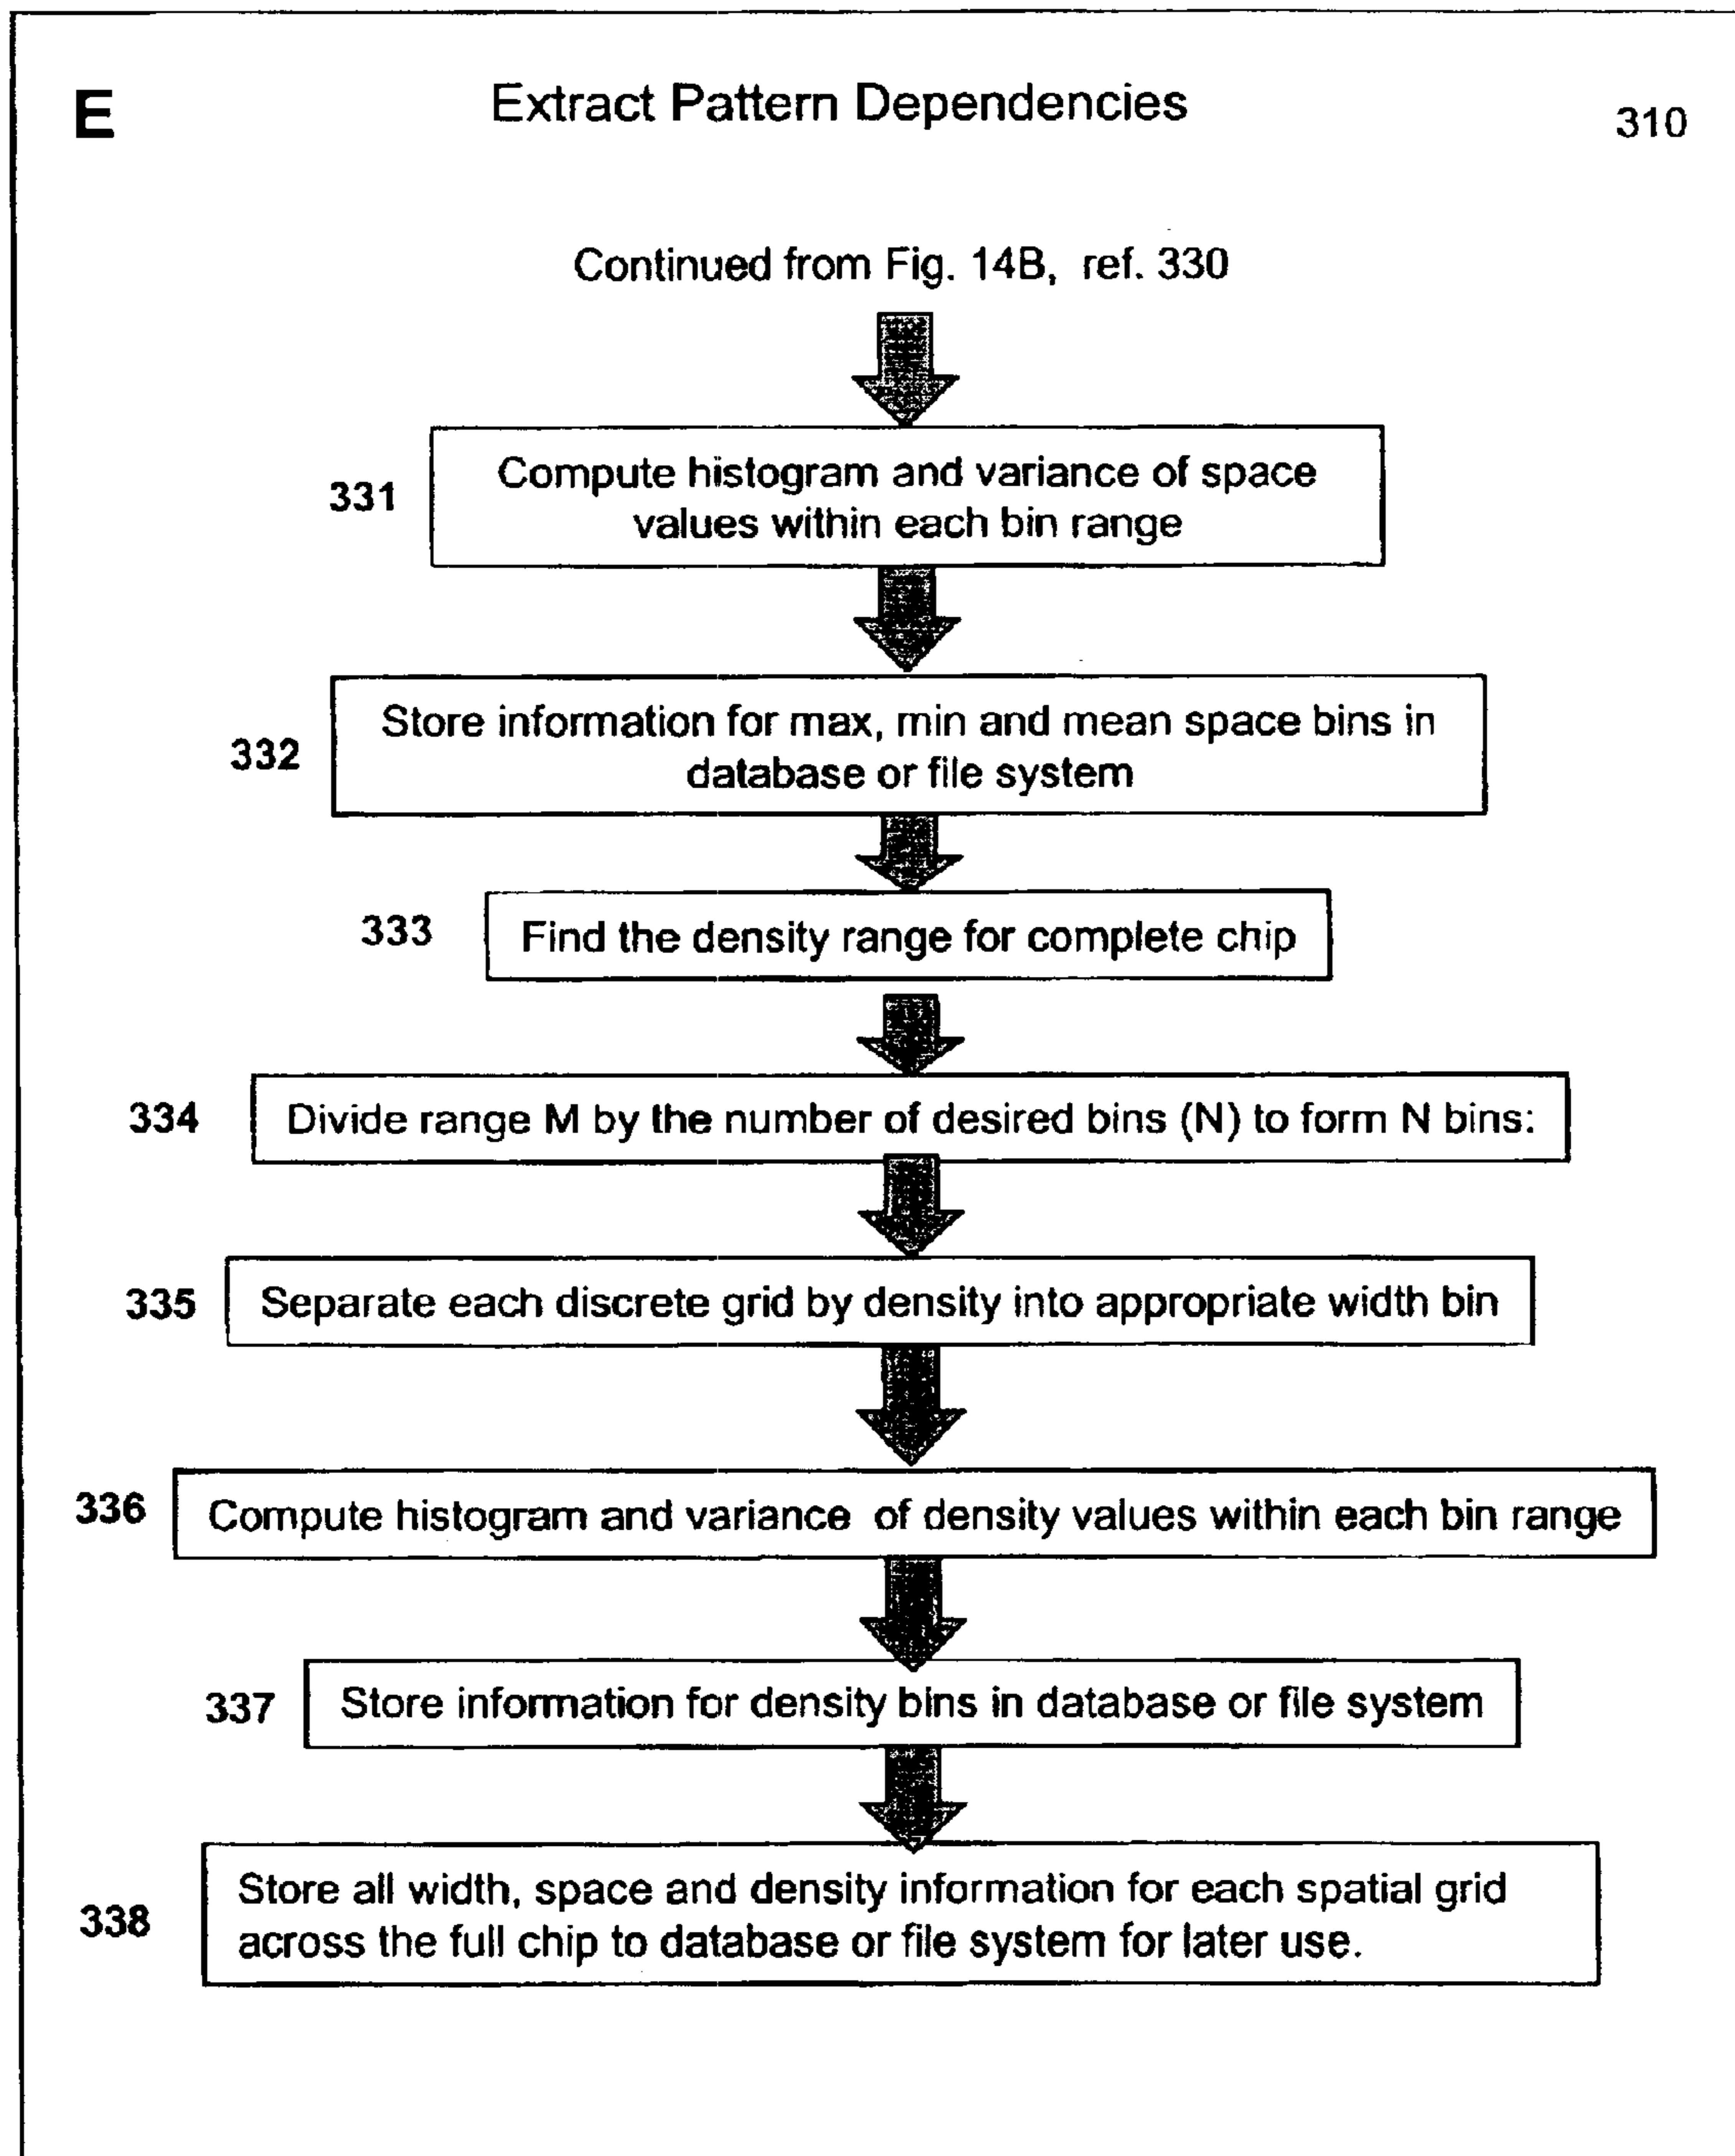 E
Extract Pattern Dependencies
310
Continued from Fig. 14B, ref. 330
331
Compute histogram and variance of space
values within each bin range
332
Store information for max, min and mean space bins in
database or file system
333
Find the density range for complete chip
334
Divide range M by the number of desired bins (N) to form N bins:
335
Separate each discrete grid by density into appropriate width bin
336
Compute histogram and variance of density values within each bin range
337
Store information for density bins in database or file system
338
Store all width, space and density information for each spatial grid
across the full chip to database or file system for later use.